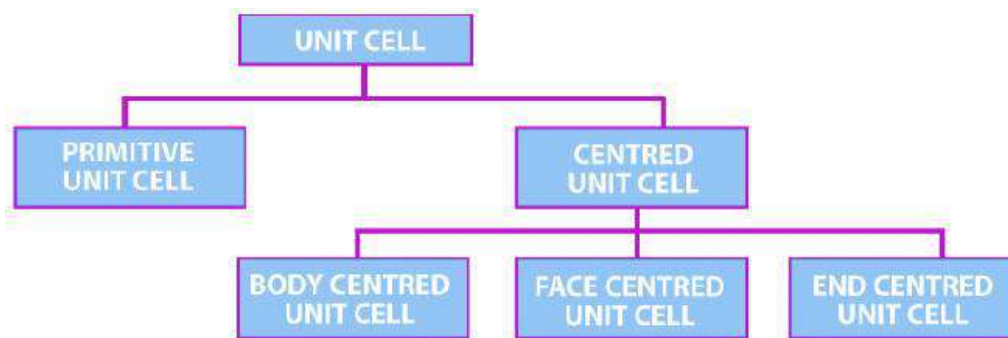 UNIT CELL
PRIMITIVE
UNIT CELL
CENTRED
UNIT CELL
BODY CENTRED
UNIT CELL
FACE CENTRED
UNIT CELL
END CENTRED
UNIT CELL